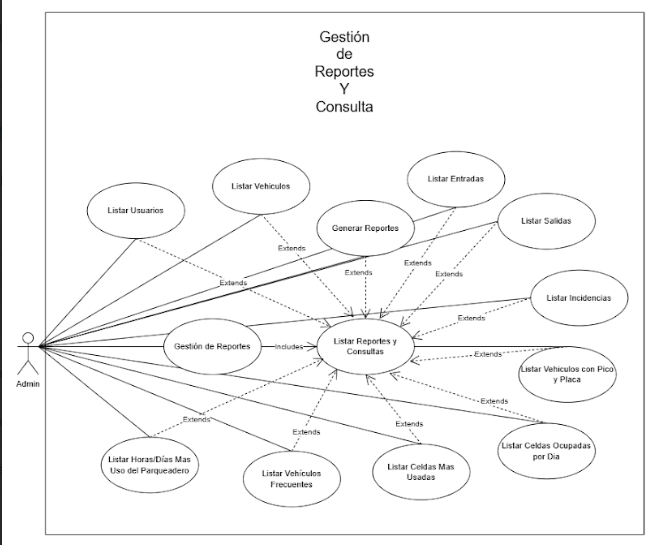 Gestión
de
Reportes
Y
Consulta
Listar Entradas
Listar Vehiculos
Listar Usuarios
Listar Salidas
Generar Reportes
Extends
Extends
Extends
Extends
Extends
Listar Incidencias
Extends
Gestión de Reportes
Includes
Listar Reportes y
Consultas
Extends
Listar Vehiculos con Pico
y Placa
Admin
Extends
Extends
Extends
Extends
Listar Horas/Días Mas
Uso del Parqueadero
Listar Vehículos
Frecuentes
Listar Celdas Mas
Usadas
Listar Celdas Ocupadas
por Dia